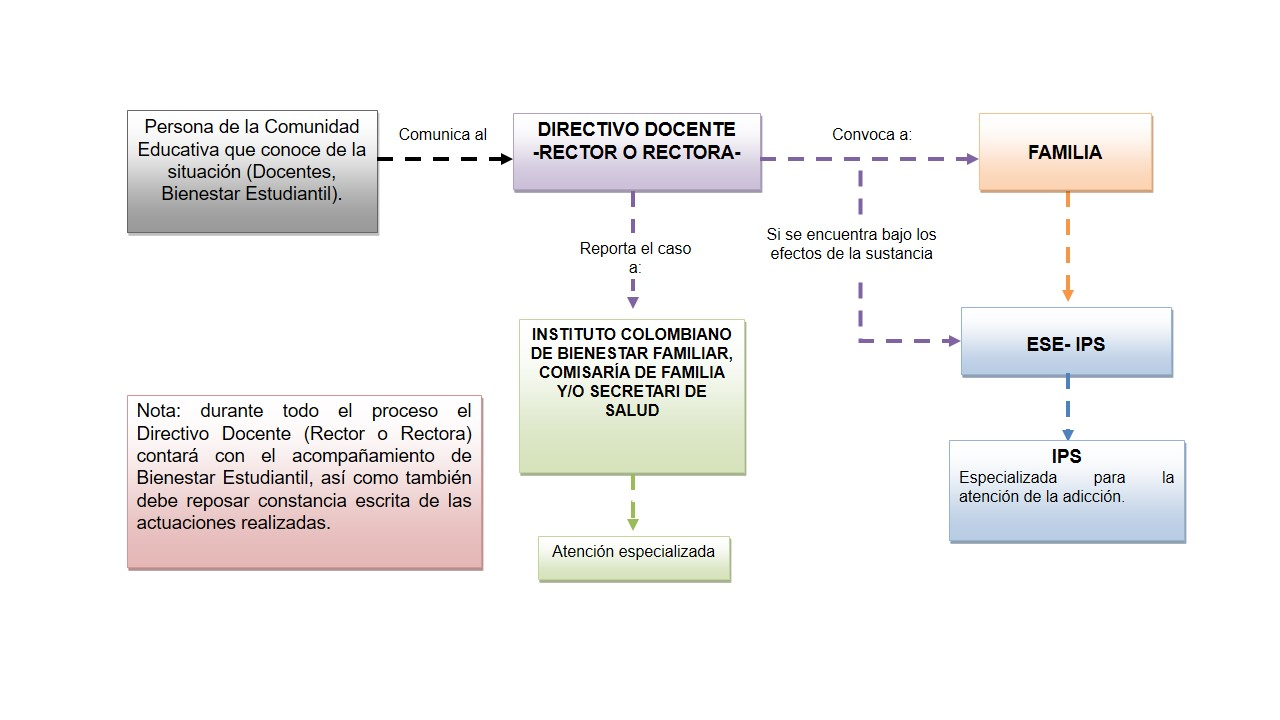 Persona de la Comunidad
Educativa que conoce de la
situación (Docentes,
Bienestar Estudiantil).
Comunica al
DIRECTIVO DOCENTE
-RECTOR O RECTORA-
Convoca a:
FAMILIA
Reporta el caso
a:
Si se encuentra bajo los
efectos de la sustancia
INSTITUTO COLOMBIANO
DE BIENESTAR FAMILIAR,
COMISARÍA DE FAMILIA
Y/O SECRETARI DE
SALUD
ESE- IPS
Nota: durante todo el proceso el
Directivo Docente (Rector o Rectora)
contará con el acompañamiento de
Bienestar Estudiantil, así como también
debe reposar constancia escrita de las
actuaciones realizadas.
IPS
Especializada para la
atención de la adicción.
Atención especializada